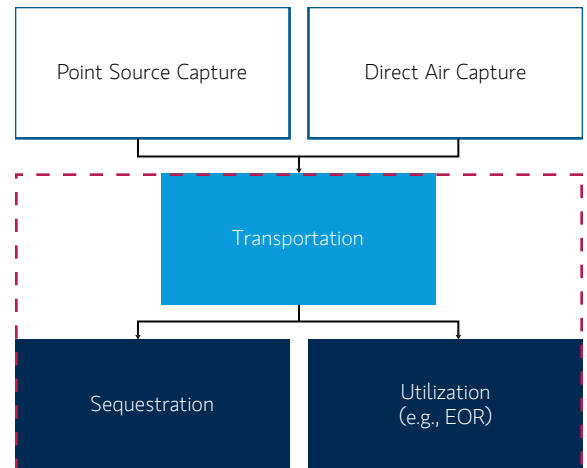 Point Source Capture
Direct Air Capture
Transportation
Sequestration
Utilization
(e.g., EOR)